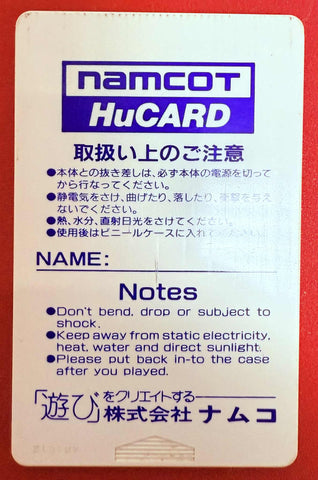 namcoT
HuCARD
取扱い上のご注意
●本体との抜き差しは、必ず本体の電源を切って
から行なってください。
●静電気をさけ、曲げたり、落したり、衝撃を与え
ないでください。
●熱、水分、直射日光をさけてください。
●使用後はビニールケースに入れてください。
NAME:
Notes
●Don't bend, drop or subject to
shock.
●Keep away from static electricity,
heat, water and direct sunlight.
●Please put back in-to the case
after you played.
「遊び」をクリエイトする
株式会社ナムコ